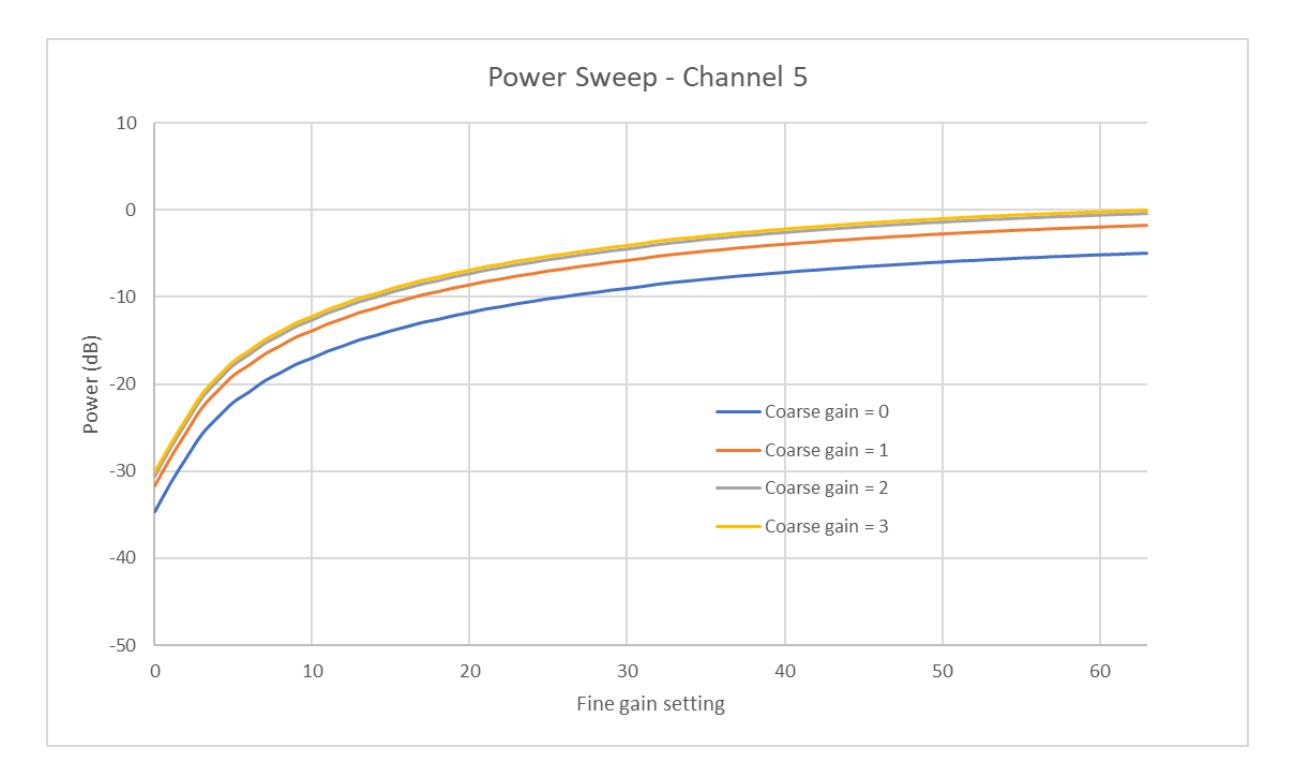 Power Sweep - Channel 5
10
0
-10
-20
-30
-40
-50
Power (dB)
Coarse gain = 0
Coarse gain = 1
Coarse gain = 2
Coarse gain = 3
0 10 20 30 40 50 60
Fine gain setting